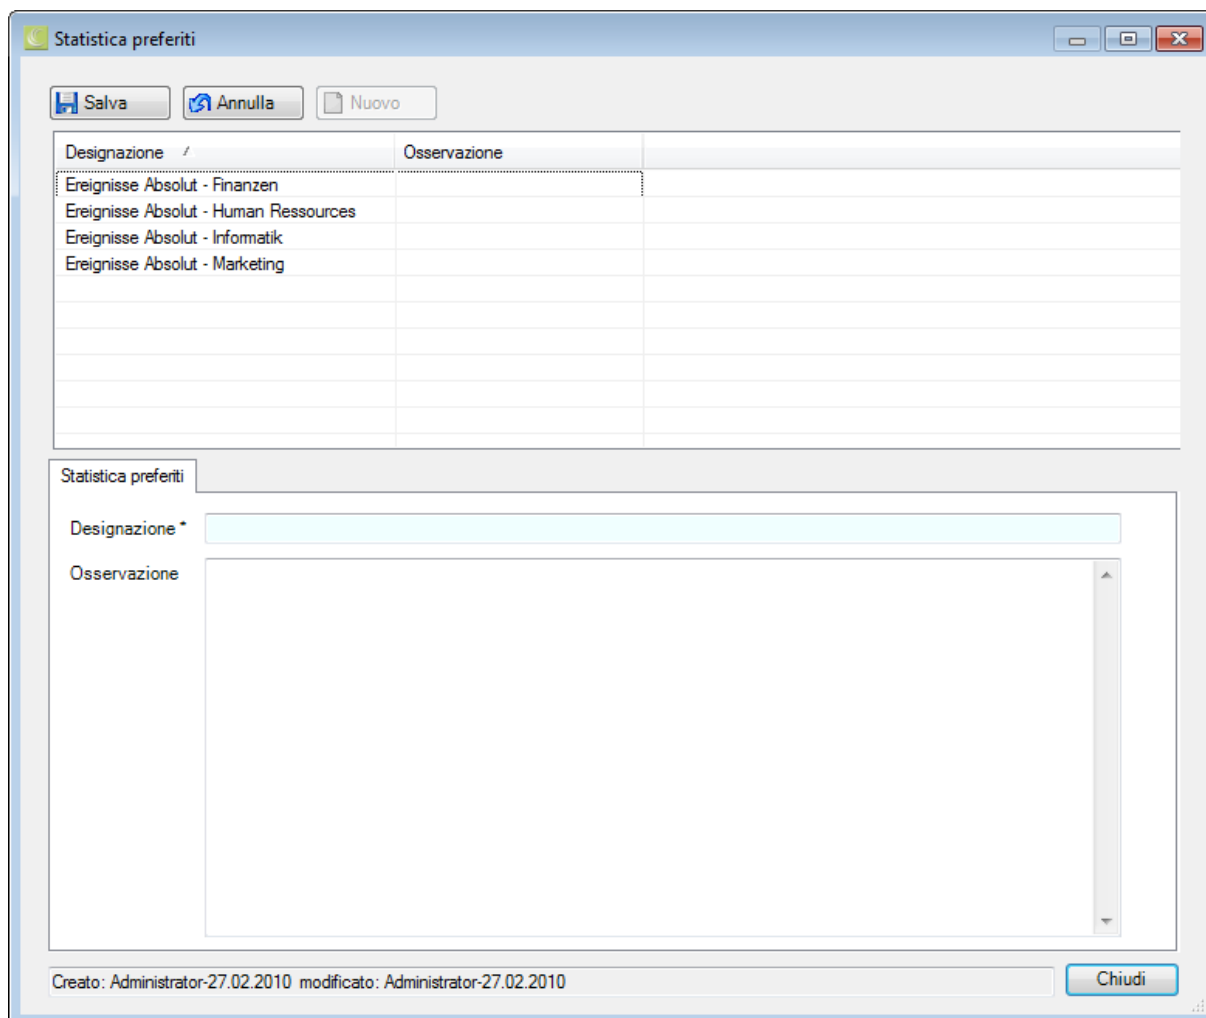 Statistica preferiti
Salva Annulla Nuovo
Designazione Osservazione
Ereignisse Absolut - Finanzen
Ereignisse Absolut - Human Ressources
Ereignisse Absolut - Informatik
Ereignisse Absolut - Marketing
Statistica preferiti
Designazione *
Osservazione
Creato: Administrator-27.02.2010 modificato: Administrator-27.02.2010
Chiudi